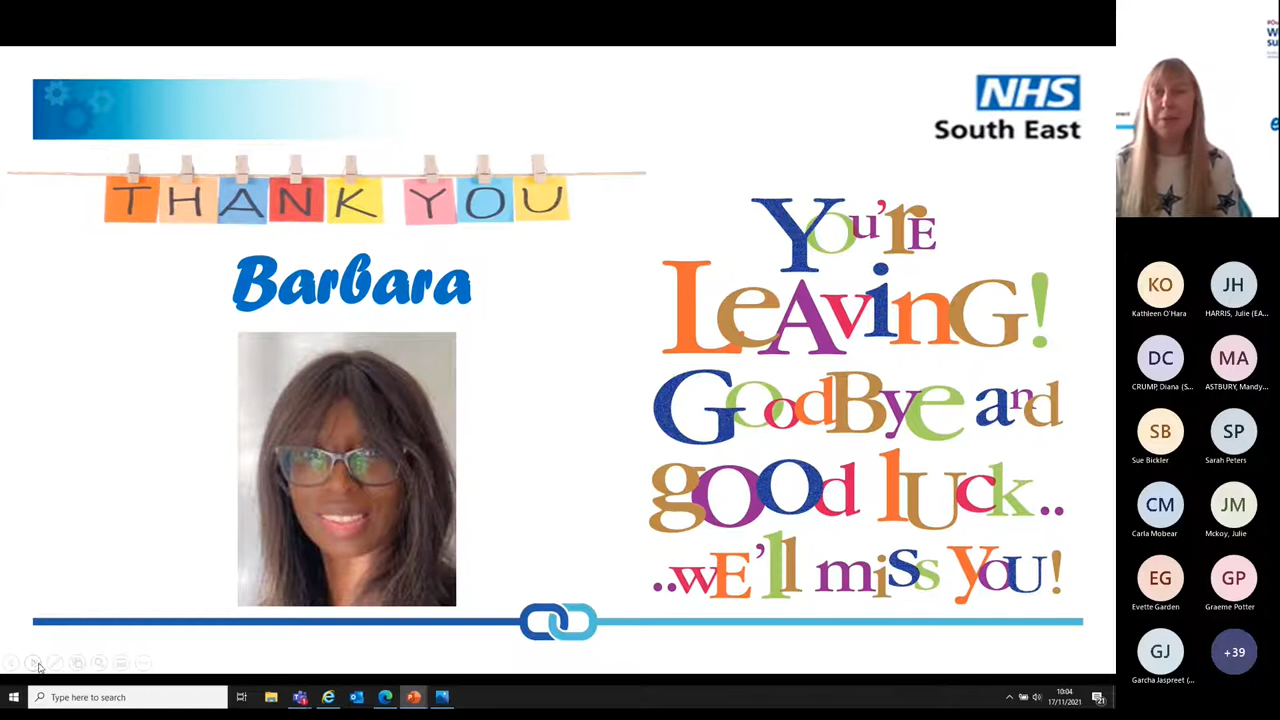 NHS
South East
THANK YOU
Barbara
You're
LeAvinG!
GoodBye and
good lUck..
..wE'll miss YoU!
KO
Kathleen O'Hara
JH
HARRIS, Julie (EA...
DC
CRUMP, Diana (S...
MA
ASTBURY, Mandy...
SB
Sue Bickler
SP
Sarah Peters
CM
Carla Mobear
JM
Mckoy, Julie
EG
Evette Garden
GP
Graeme Potter
GJ
Garcha Jaspreet (...
+39
Type here to search
10:04
17/11/2021
21